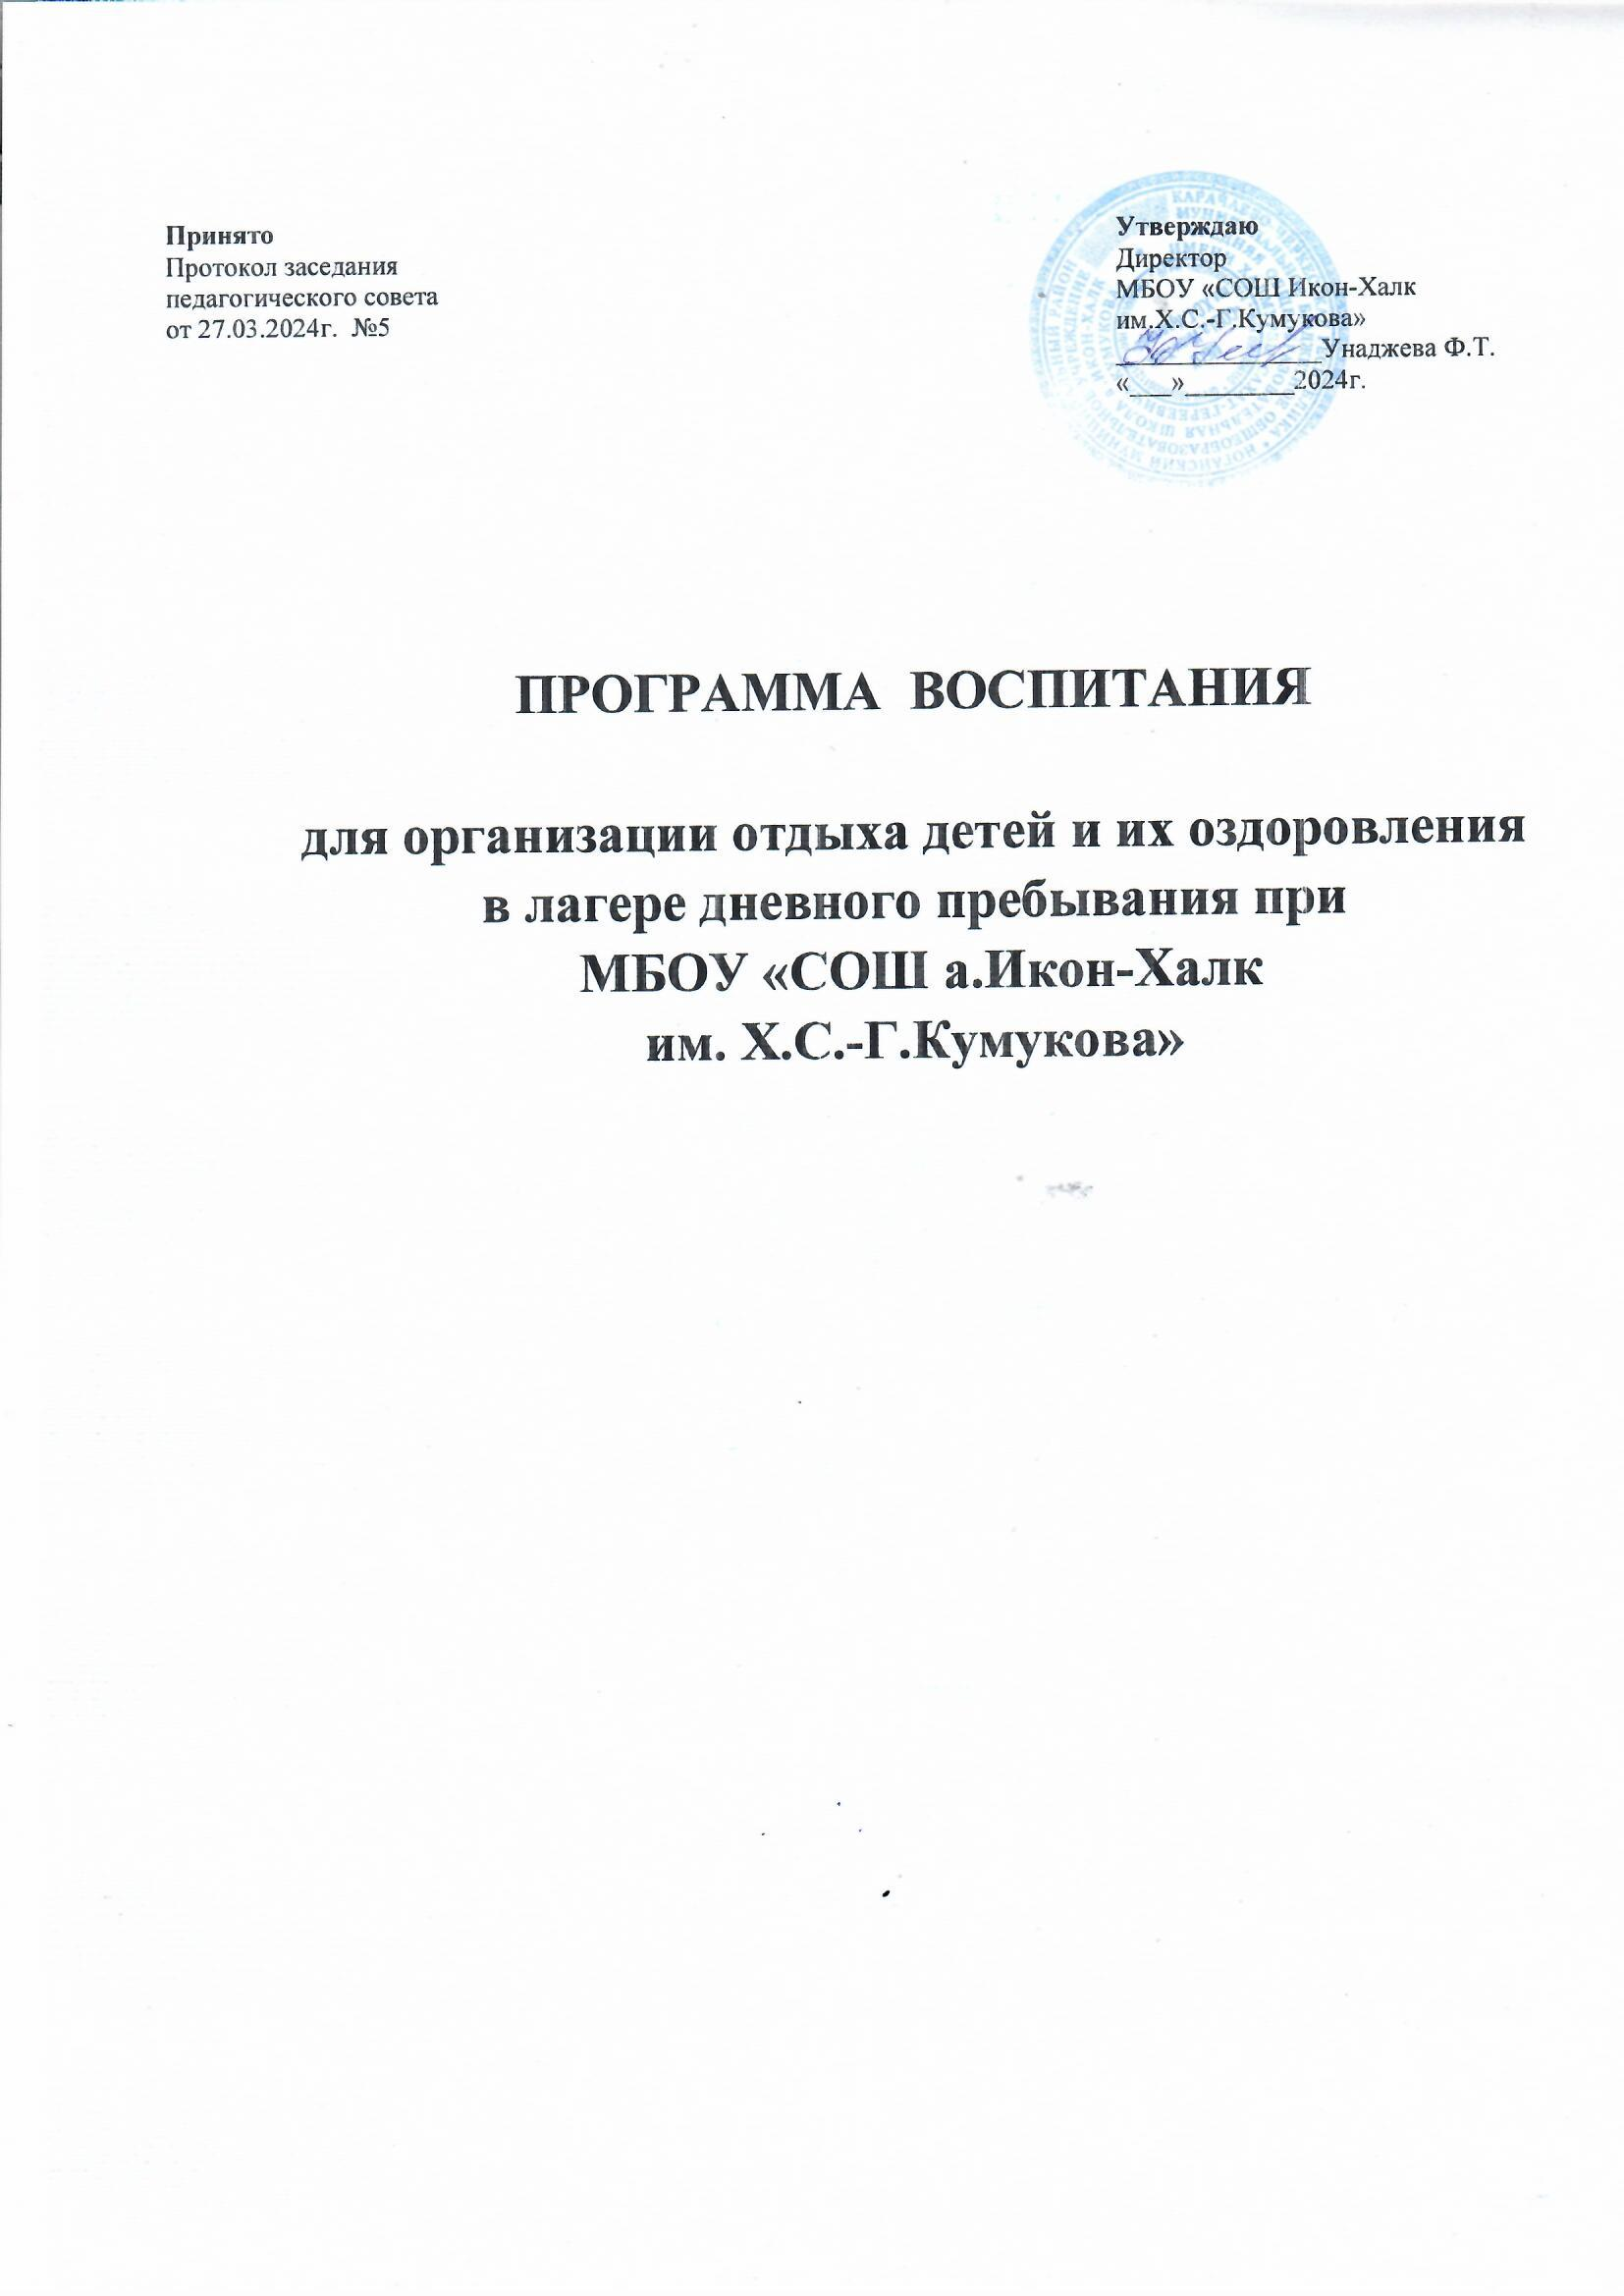 Принято
Протокол заседания
педагогического совета
от 27.03.2024г. №5
Утверждаю
Директор
МБОУ «СОШ Икон-Халк
им.Х.С.-Г.Кумукова»
_______________Унаджева Ф.Т.
«___»________2024г.
ПРОГРАММА ВОСПИТАНИЯ
для организации отдыха детей и их оздоровления
в лагере дневного пребывания при
МБОУ «СОШ а.Икон-Халк
им. Х.С.-Г.Кумукова»